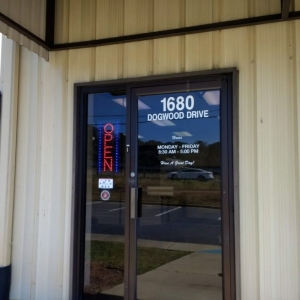 1680
DOGWOOD DRIVE
Hours
MONDAY - FRIDAY
8:30 AM - 5:00 PM
Have A Great Day!
OPEN